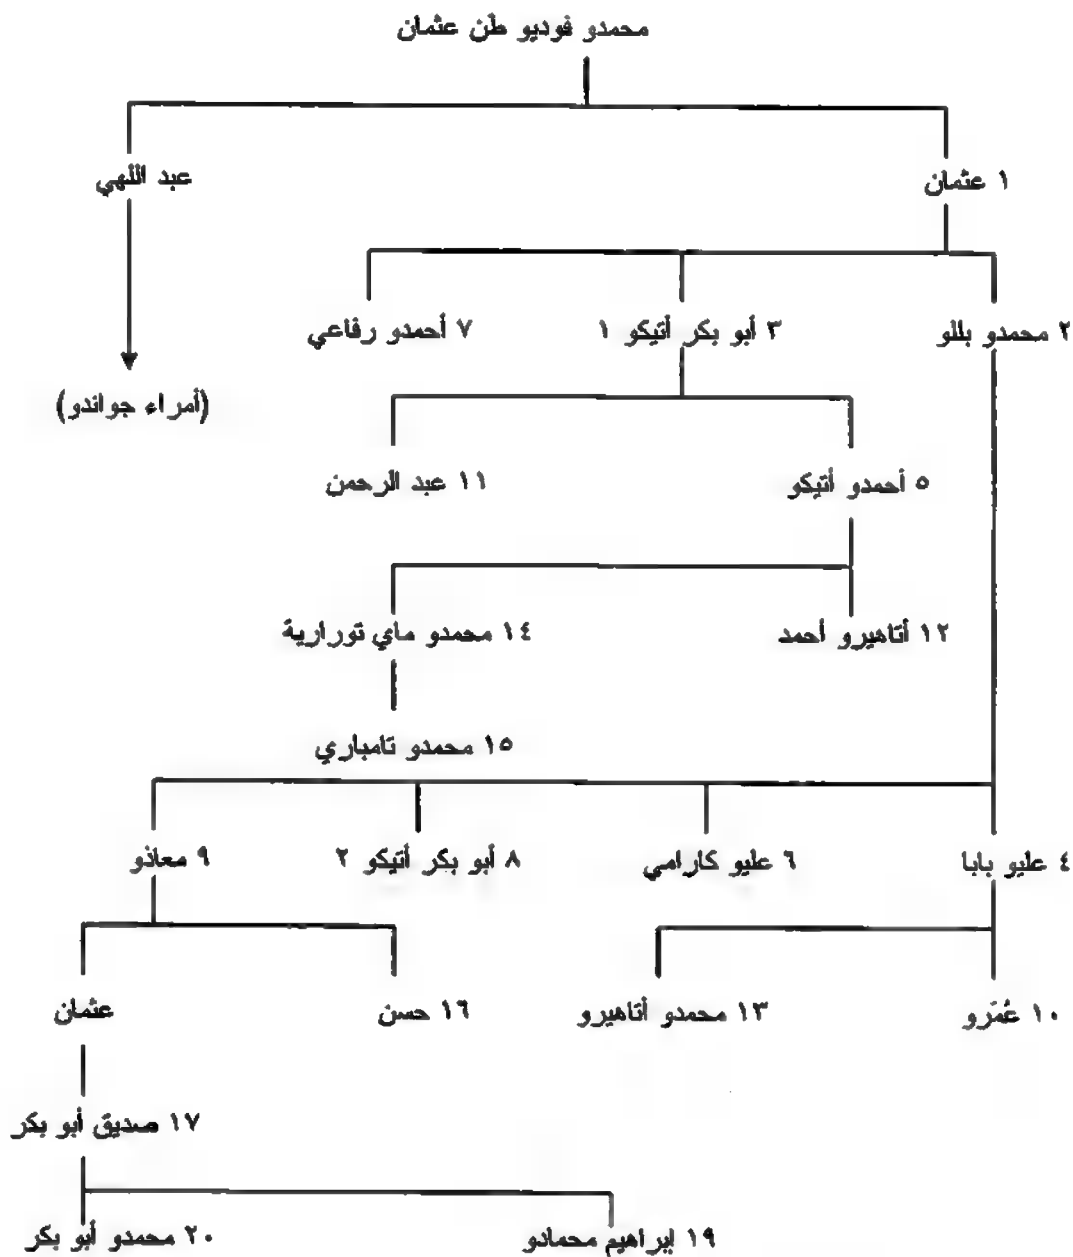 محمدو فوديو طن عثمان
١ عثمان
عبد اللهي
٢ محمدو بللو
٣ أبو بكر أتيكو ١
٧ أحمدو رفاعي
(أمراء جواندو)
٥ أحمدو أتيكو
١١ عبد الرحمن
١٢ أتاهيرو أحمد
١٤ محمدو ماي تورارية
١٥ محمدو تامباري
٤ عليو بابا
٦ عليو كارامي
٨ أبو بكر أتيكو ٢
٩ معاذو
١٠ عُمَرو
١٣ محمدو أتاهيرو
١٦ حسن
عثمان
١٧ صديق أبو بكر
١٩ إبراهيم محمادو
٢٠ محمدو أبو بكر